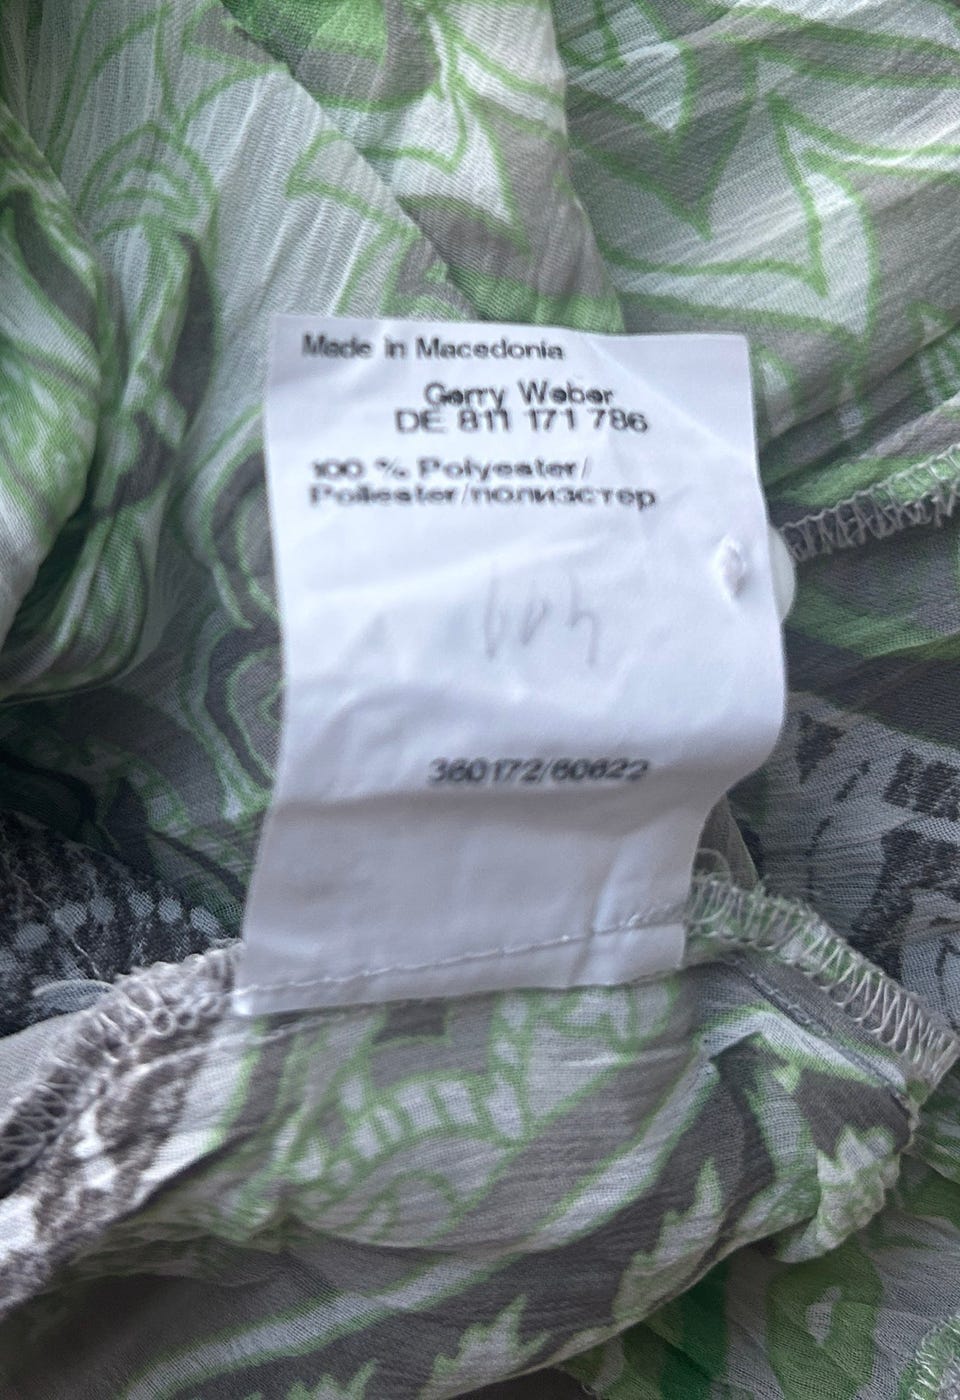 Made in Macedonia
Gerry Weber
DE 811 171 786
100 % Polyester/
Poliester/полиэстер
360172/60622